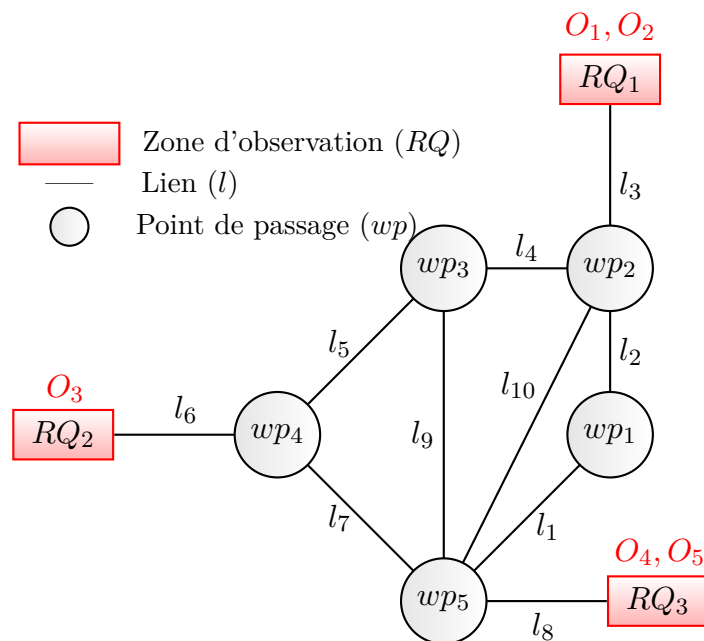 O₁, O₂
RQ₁
Zone d'observation (RQ)
Lien (l)
Point de passage (wp)
l₃
wp₃
l₄
wp₂
l₅
l₂
O₃
l₁₀
RQ₂
l₆
wp₄
l₉
wp₁
l₇
l₁
O₄, O₅
wp₅
RQ₃
l₈